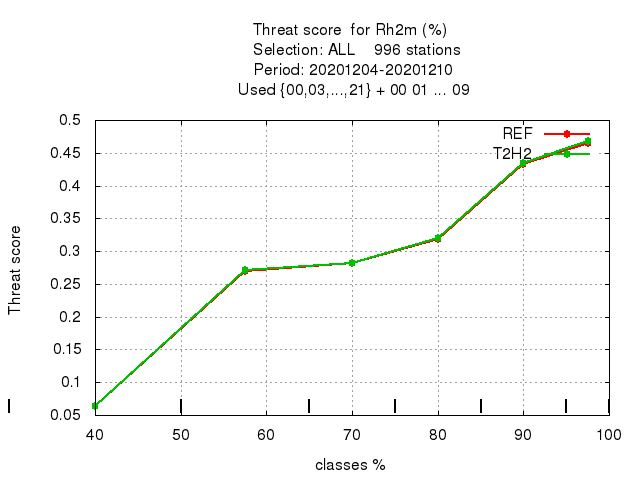 Threat score  for Rh2m (%)
Selection: ALL    996 stations
Period: 20201204-20201210
Used {00,03,...,21} + 00 01 ... 09
REF
T2H2
0.5
0.45
0.4
0.35
0.3
0.25
0.2
0.15
0.1
0.05
Threat score
40 50 60 70 80 90 100
classes %